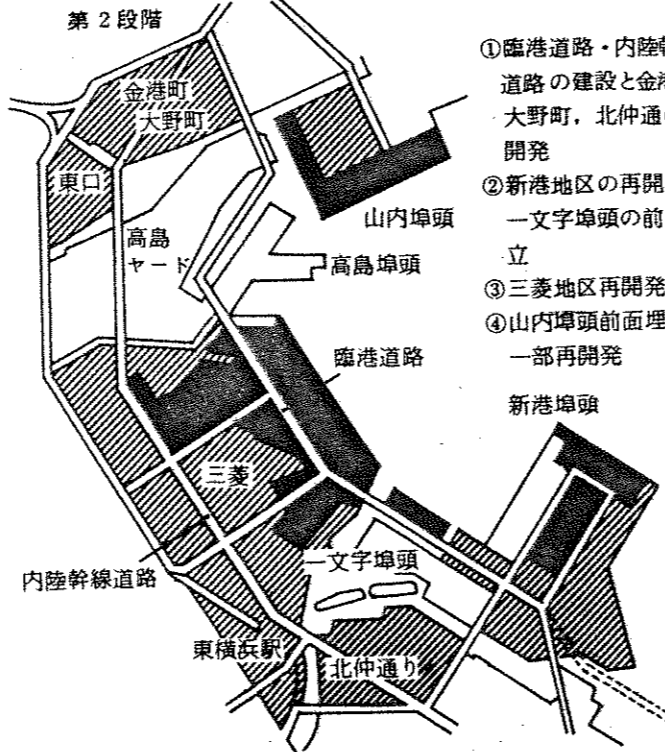 第2段階
①臨港道路・内陸幹
道路の建設と金港
大野町，北仲通
開発
②新港地区の再開
一文字埠頭の前
立
③三菱地区再開発
④山内埠頭前面埋
一部再開発
金港町
大野町
東口
高島
ヤード
山内埠頭
高島埠頭
臨港道路
新港埠頭
三菱
内陸幹線道路
一文字埠頭
東横浜駅
北仲通り